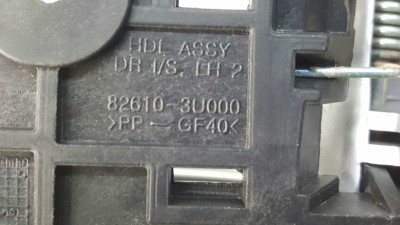 HDL ASSY
DR I/S, LH 2
82610-3U000
>PP-GF40<